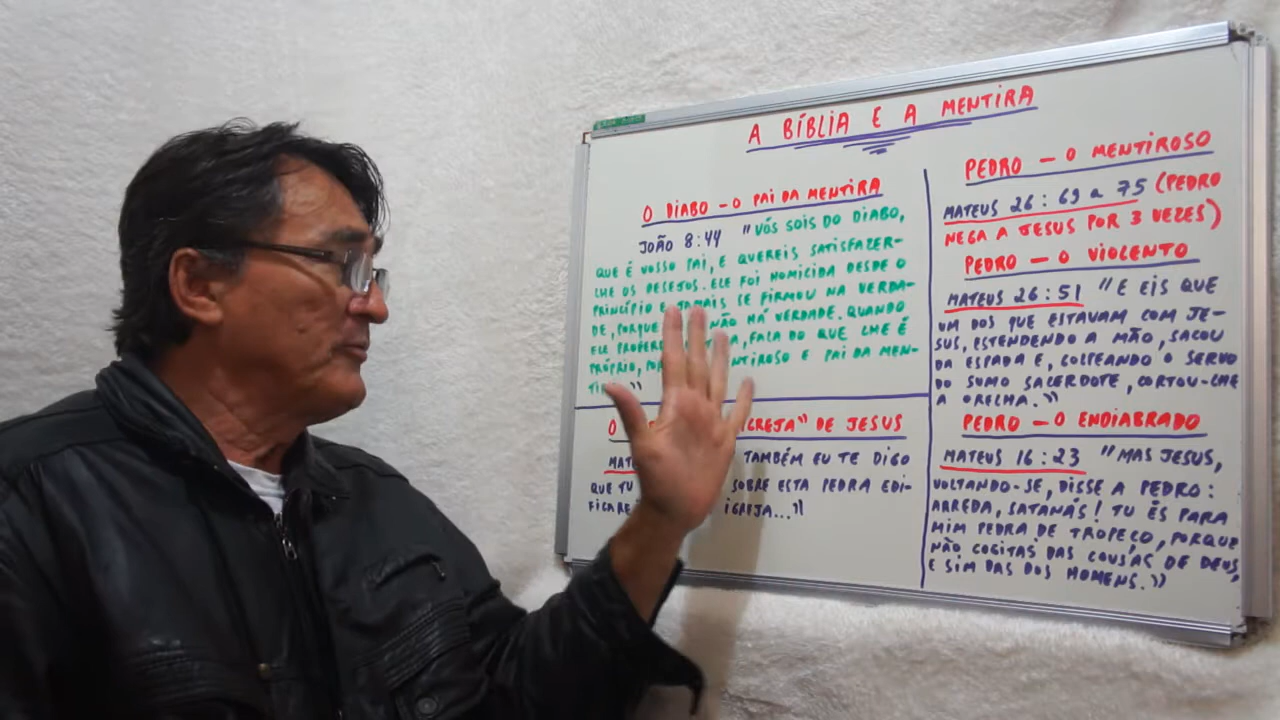 A BÍBLIA E A MENTIRA
O DIABO - O PAI DA MENTIRA
JOÃO 8:44 "VÓS SOIS DO DIABO,
QUE É VOSSO PAI, E QUEREIS SATISFAZER-
LHE OS DESEJOS. ELE FOI HOMICIDA DESDE O
PRINCÍPIO E JAMAIS SE FIRMOU NA VERDA-
DE, PORQUE NÃO HÁ VERDADE. QUANDO
ELE PROFERE , FALA DO QUE LHE É
PRÓPRIO, E PAI DA MEN-
"
O DE JESUS
TAMBÉM EU TE DIGO
QUE TU SOBRE ESTA PEDRA EDI-
IGREJA..."
PEDRO - O MENTIROSO
MATEUS 26:69 a 75 (PEDRO
NEGA A JESUS POR 3 VEZES)
PEDRO - O VIOLENTO
MATEUS 26:51 "E EIS QUE
UM DOS QUE ESTAVAM COM JE-
SUS, ESTENDENDO A MÃO, SACOU
DA ESPADA E, GOLPEANDO O SERVO
DO SUMO SACERDOTE, CORTOU-LHE
A ORELHA."
PEDRO - O ENDIABRADO
MATEUS 16:23 "MAS JESUS,
VOLTANDO-SE, DISSE A PEDRO:
ARREDA, SATANÁS! TU ÉS PARA
MIM PEDRA DE TROPEÇO, PORQUE
NÃO COGITAS DAS COUSAS DE DEUS,
E SIM DAS DOS HOMENS."